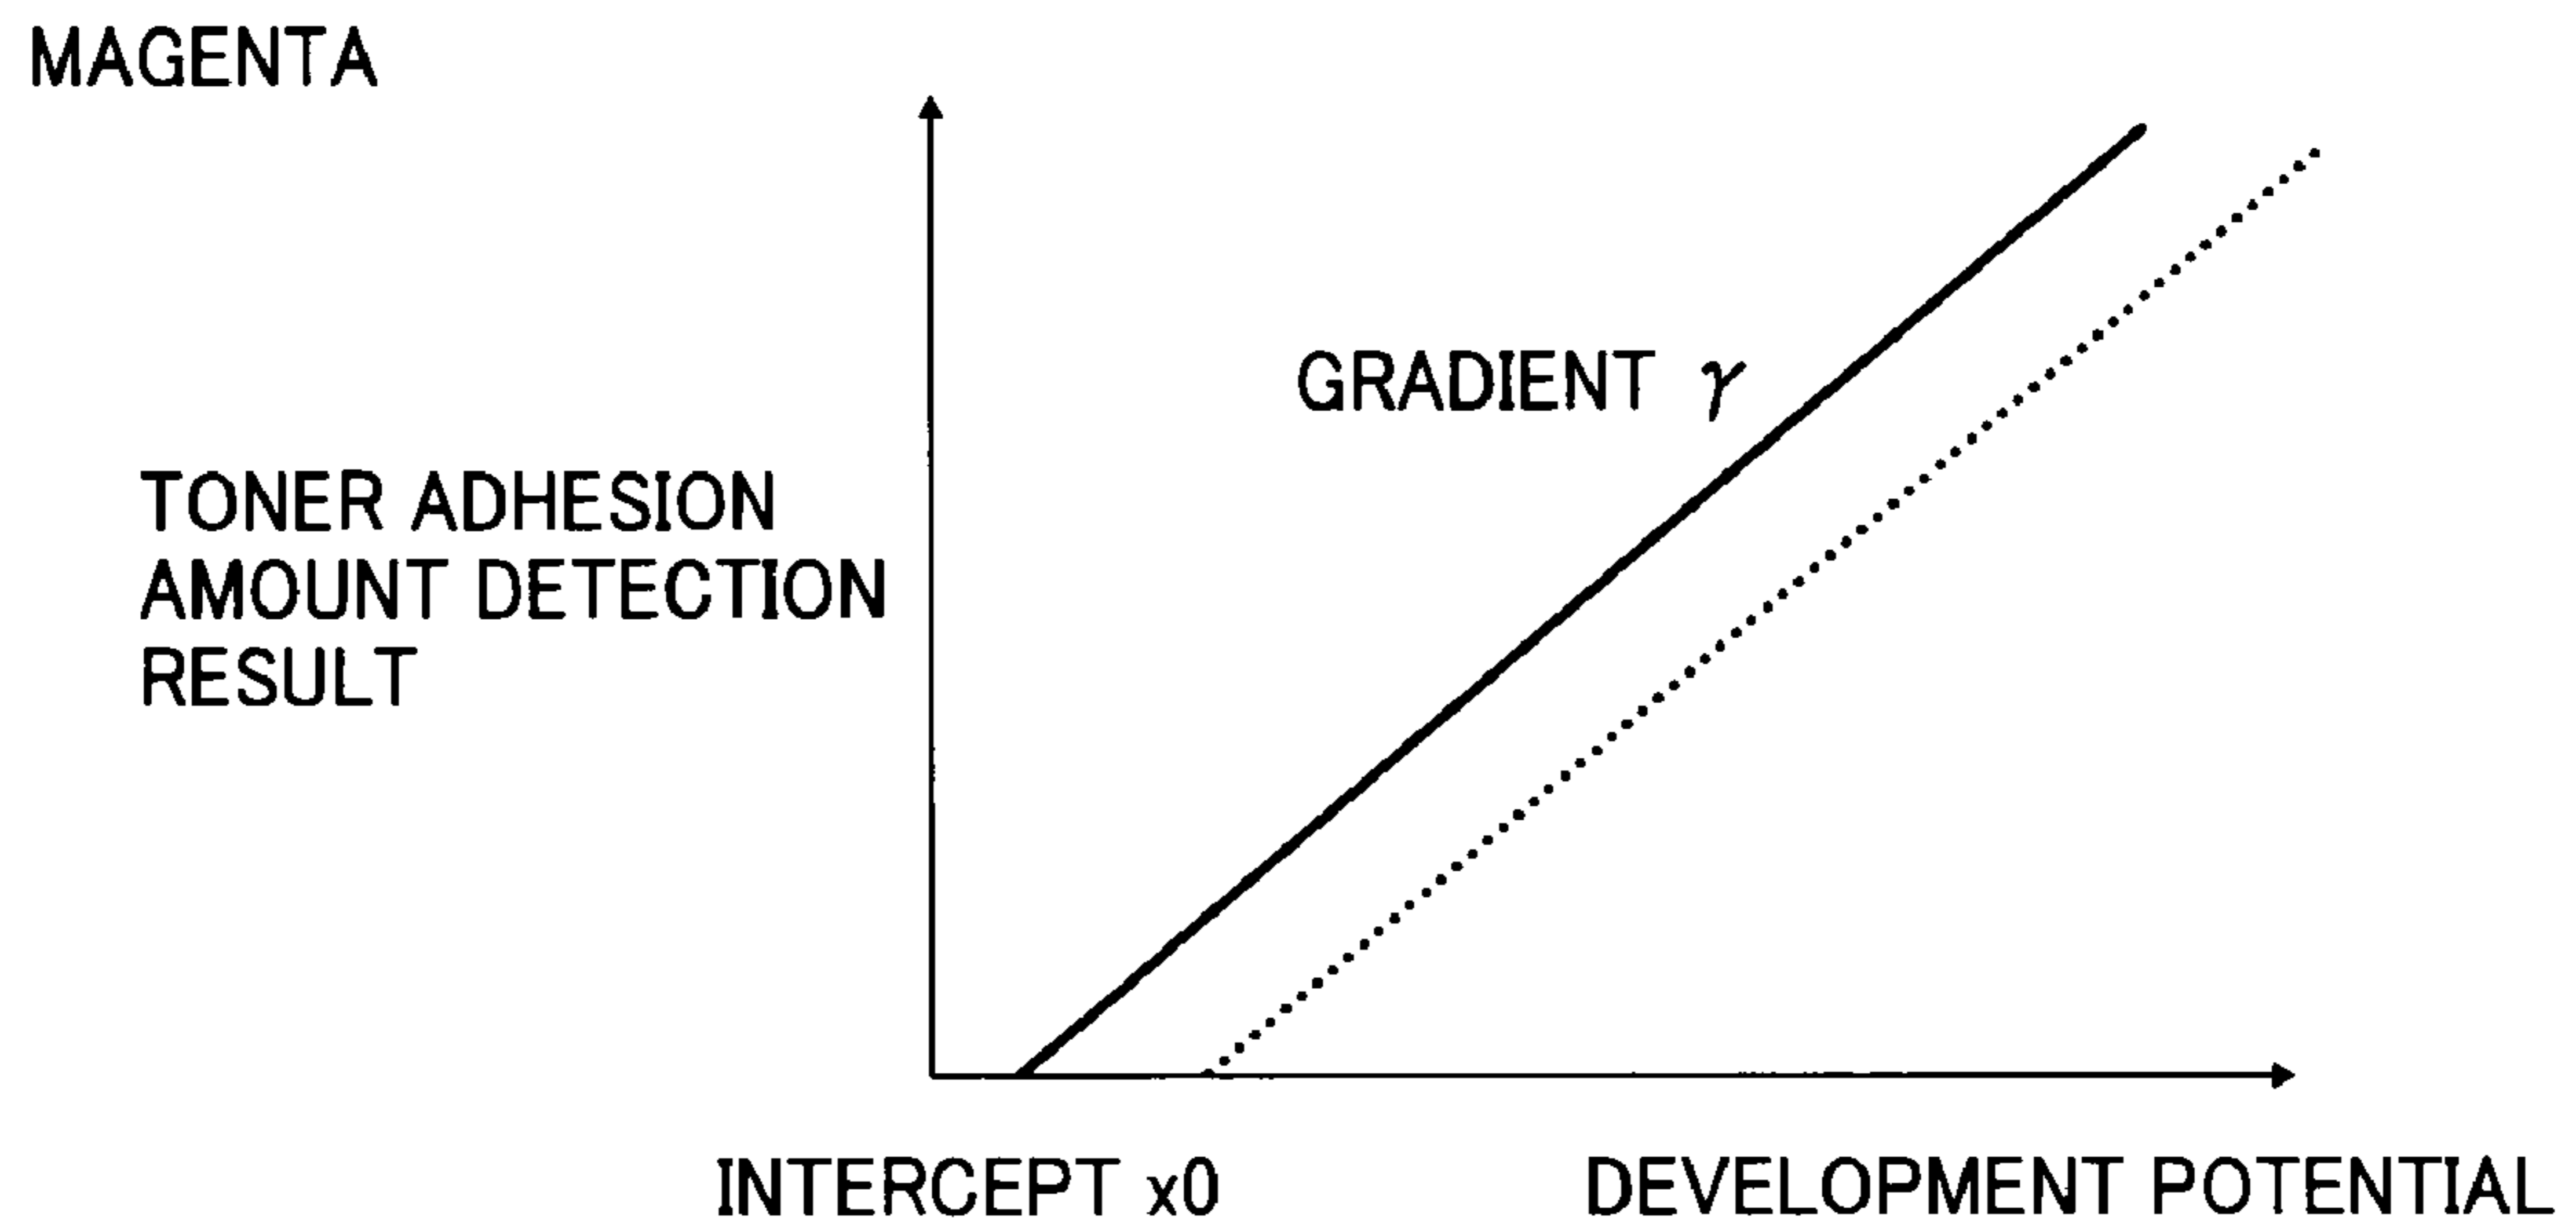 MAGENTA
GRADIENT γ
TONER ADHESION
AMOUNT DETECTION
RESULT
INTERCEPT x0
DEVELOPMENT POTENTIAL